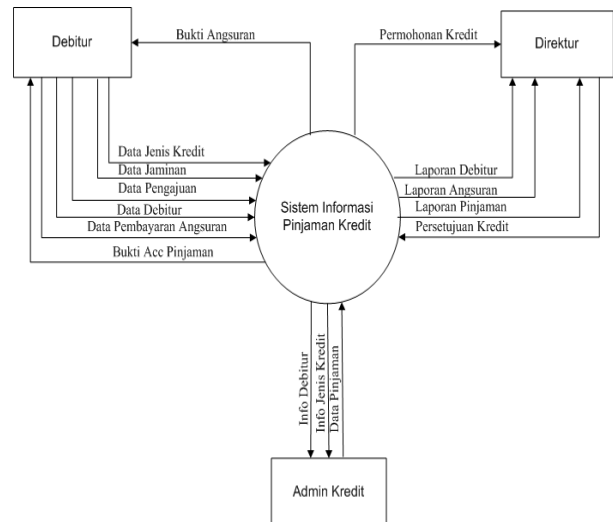 Debitur
Bukti Angsuran
Permohonan Kredit
Direktur
Data Jenis Kredit
Data Jaminan
Data Pengajuan
Data Debitur
Data Pembayaran Angsuran
Bukti Acc Pinjaman
Sistem Informasi
Pinjaman Kredit
Laporan Debitur
Laporan Angsuran
Laporan Pinjaman
Persetujuan Kredit
Info Debitur
Info Jenis Kredit
Data Pinjaman
Admin Kredit